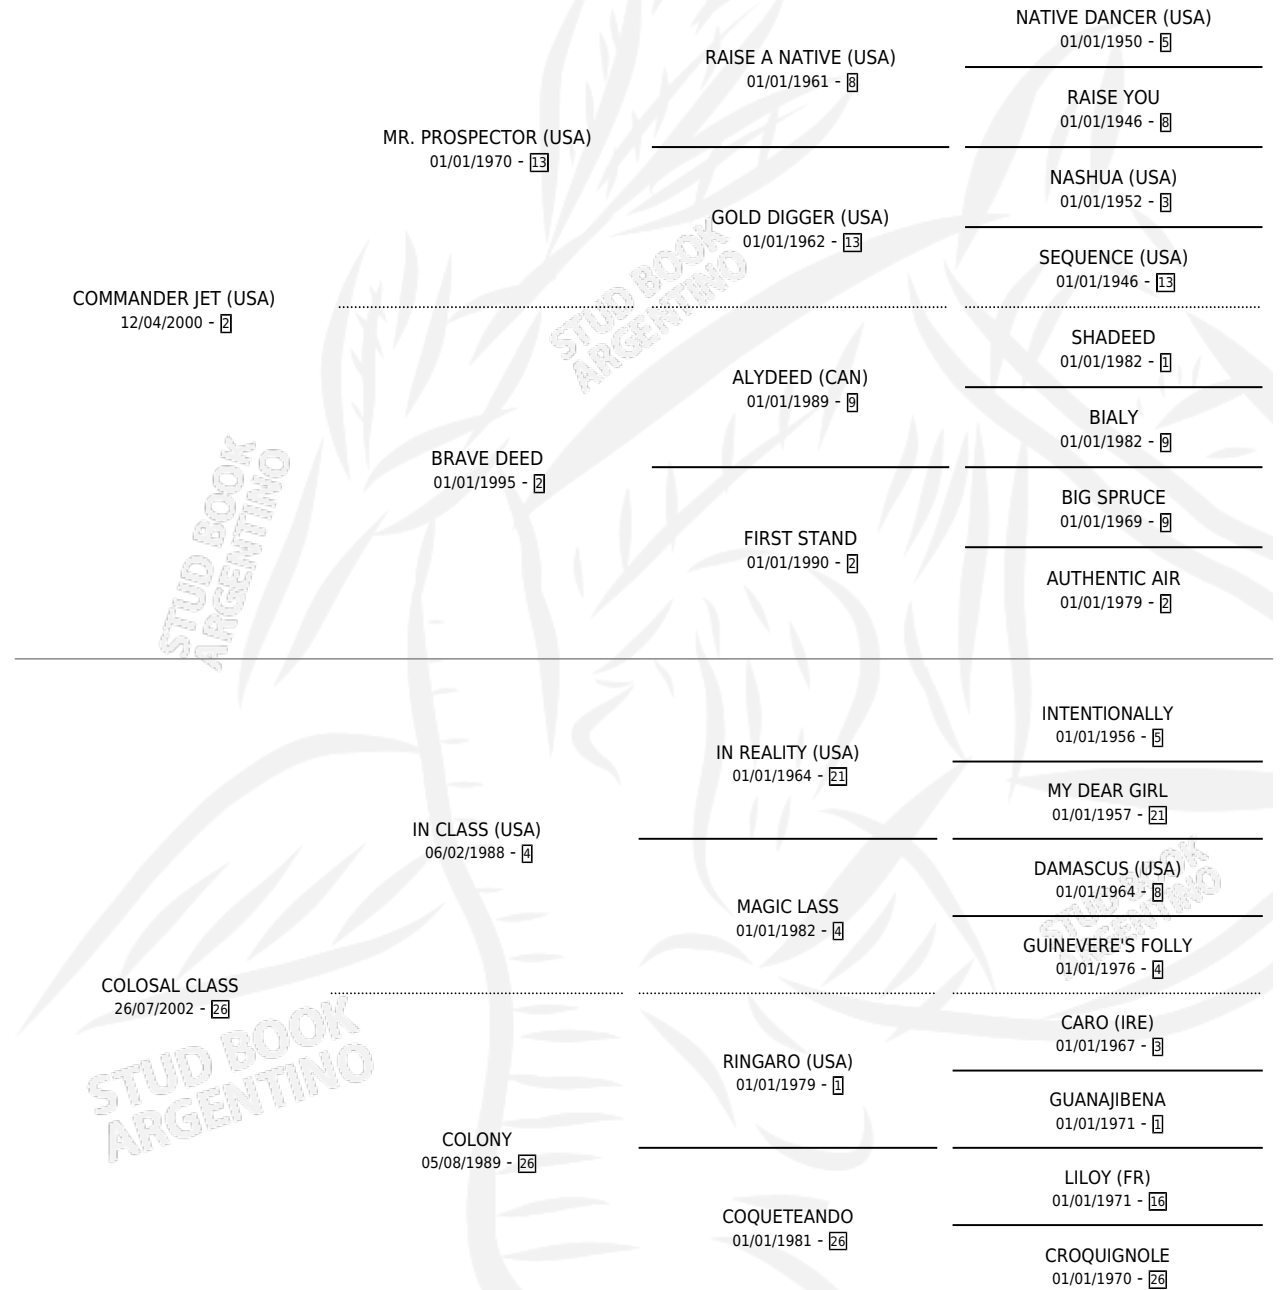 NATIVE DANCER (USA)
01/01/1950 - 5
RAISE A NATIVE (USA)
01/01/1961 - 8
RAISE YOU
01/01/1946 - 8
MR. PROSPECTOR (USA)
01/01/1970 - 13
NASHUA (USA)
01/01/1952 - 3
GOLD DIGGER (USA)
01/01/1962 - 13
SEQUENCE (USA)
01/01/1946 - 13
COMMANDER JET (USA)
12/04/2000 - 2
SHADEED
01/01/1982 - 1
ALYDEED (CAN)
01/01/1989 - 9
BIALY
01/01/1982 - 9
BRAVE DEED
01/01/1995 - 2
BIG SPRUCE
01/01/1969 - 9
FIRST STAND
01/01/1990 - 2
AUTHENTIC AIR
01/01/1979 - 2
INTENTIONALLY
01/01/1956 - 5
IN REALITY (USA)
01/01/1964 - 21
MY DEAR GIRL
01/01/1957 - 21
IN CLASS (USA)
06/02/1988 - 4
DAMASCUS (USA)
01/01/1964 - 8
MAGIC LASS
01/01/1982 - 4
GUINEVERE'S FOLLY
01/01/1976 - 4
COLOSAL CLASS
26/07/2002 - 26
CARO (IRE)
01/01/1967 - 3
RINGARO (USA)
01/01/1979 - 1
GUANAJIBENA
01/01/1971 - 1
COLONY
05/08/1989 - 26
LILOY (FR)
01/01/1971 - 16
COQUETEANDO
01/01/1981 - 26
CROQUIGNOLE
01/01/1970 - 26
STUD BOOK
ARGENTINO
STUD BOOK
ARGENTINO
STUD BOOK
ARGENTINO
STUD BOOK
ARGENTINO